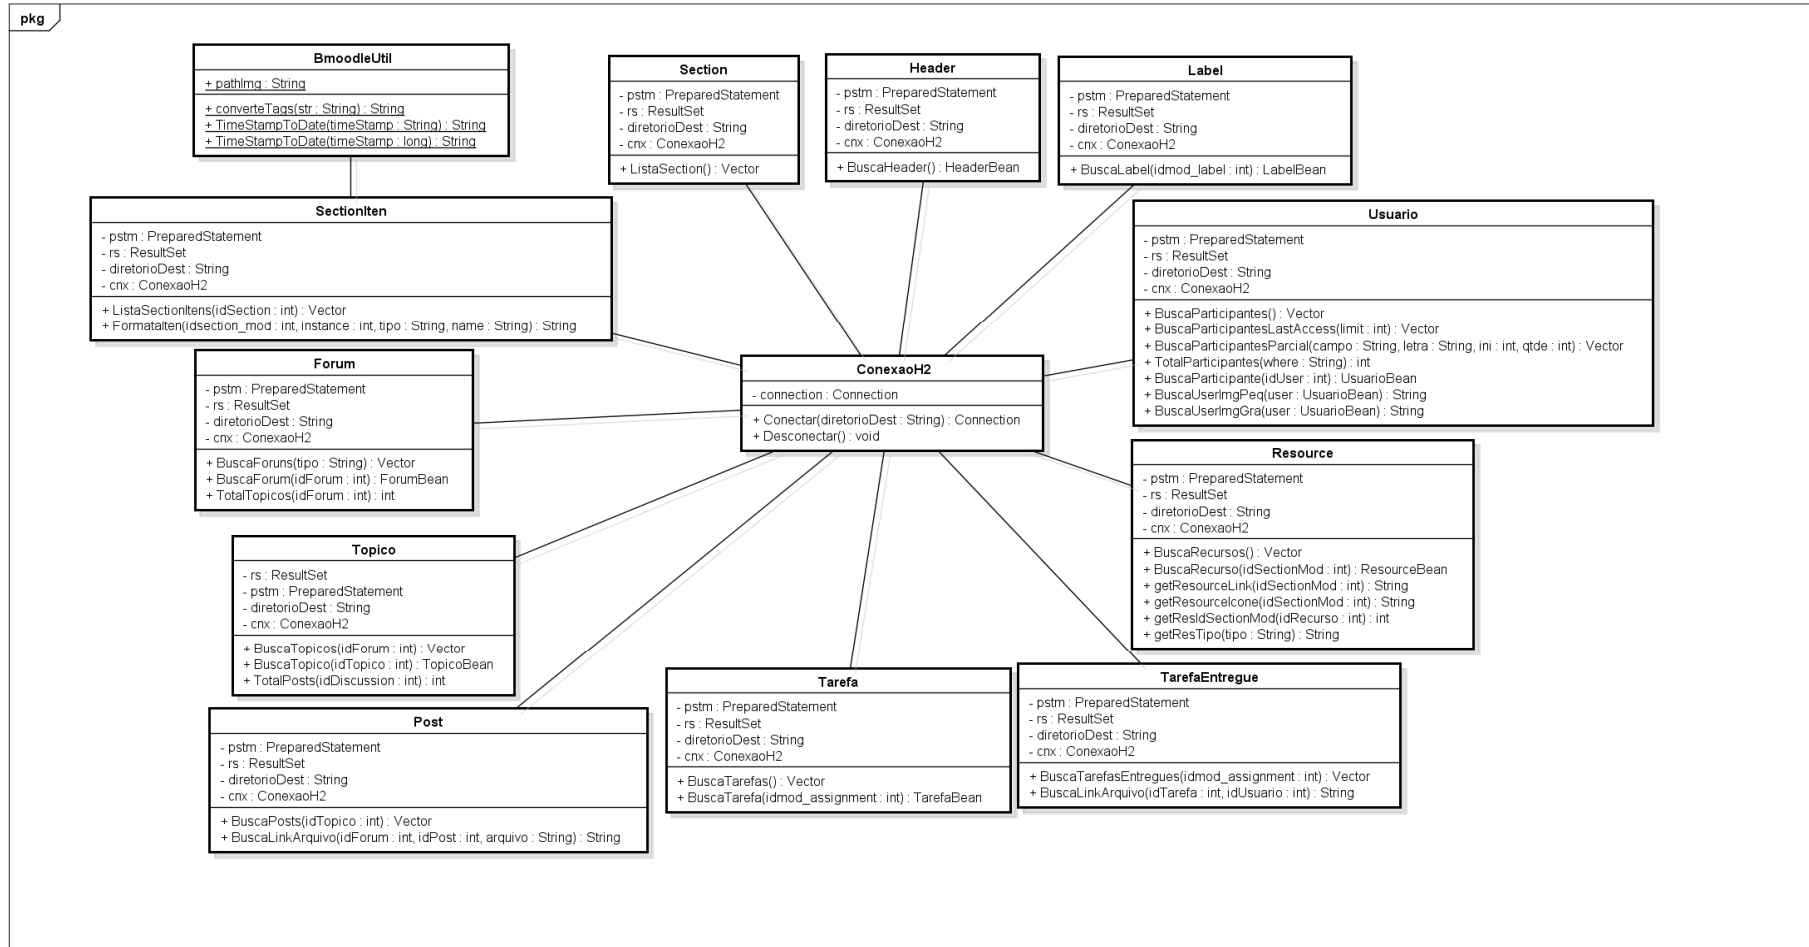 pkg
BmoodleUtil
+ pathImg : String
+ converteTags(str : String) : String
+ TimeStampToDate(timeStamp : String) : String
+ TimeStampToDate(timeStamp : long) : String
Section
- pstm : PreparedStatement
- rs : ResultSet
- diretorioDest : String
- cnx : ConexaoH2
+ ListaSection() : Vector
Header
- pstm : PreparedStatement
- rs : ResultSet
- diretorioDest : String
- cnx : ConexaoH2
+ BuscaHeader() : HeaderBean
Label
- pstm : PreparedStatement
- rs : ResultSet
- diretorioDest : String
- cnx : ConexaoH2
+ BuscaLabel(idmod_label : int) : LabelBean
SectionIten
- pstm : PreparedStatement
- rs : ResultSet
- diretorioDest : String
- cnx : ConexaoH2
+ ListaSectionItens(idSection : int) : Vector
+ FormataIten(idsection_mod : int, instance : int, tipo : String, name : String) : String
Usuario
- pstm : PreparedStatement
- rs : ResultSet
- diretorioDest : String
- cnx : ConexaoH2
+ BuscaParticipantes() : Vector
+ BuscaParticipantesLastAccess(limit : int) : Vector
+ BuscaParticipantesParcial(campo : String, letra : String, ini : int, qtde : int) : Vector
+ TotalParticipantes(where : String) : int
+ BuscaParticipante(idUser : int) : UsuarioBean
+ BuscaUserImgPeq(user : UsuarioBean) : String
+ BuscaUserImgGra(user : UsuarioBean) : String
Forum
- pstm : PreparedStatement
- rs : ResultSet
- diretorioDest : String
- cnx : ConexaoH2
+ BuscaForuns(tipo : String) : Vector
+ BuscaForum(idForum : int) : ForumBean
+ TotalTopicos(idForum : int) : int
ConexaoH2
- connection : Connection
+ Conectar(diretorioDest : String) : Connection
+ Desconectar() : void
Resource
- pstm : PreparedStatement
- rs : ResultSet
- diretorioDest : String
- cnx : ConexaoH2
+ BuscaRecursos() : Vector
+ BuscaRecurso(idSectionMod : int) : ResourceBean
+ getResourceLink(idSectionMod : int) : String
+ getResourceIcone(idSectionMod : int) : String
+ getResIdSectionMod(idRecurso : int) : int
+ getResTipo(tipo : String) : String
Topico
- rs : ResultSet
- pstm : PreparedStatement
- diretorioDest : String
- cnx : ConexaoH2
+ BuscaTopicos(idForum : int) : Vector
+ BuscaTopico(idTopico : int) : TopicoBean
+ TotalPosts(idDiscussion : int) : int
Post
- pstm : PreparedStatement
- rs : ResultSet
- diretorioDest : String
- cnx : ConexaoH2
+ BuscaPosts(idTopico : int) : Vector
+ BuscaLinkArquivo(idForum : int, idPost : int, arquivo : String) : String
Tarefa
- pstm : PreparedStatement
- rs : ResultSet
- diretorioDest : String
- cnx : ConexaoH2
+ BuscaTarefas() : Vector
+ BuscaTarefa(idmod_assignment : int) : TarefaBean
TarefaEntregue
- pstm : PreparedStatement
- rs : ResultSet
- diretorioDest : String
- cnx : ConexaoH2
+ BuscaTarefasEntregues(idmod_assignment : int) : Vector
+ BuscaLinkArquivo(idTarefa : int, idUsuario : int) : String